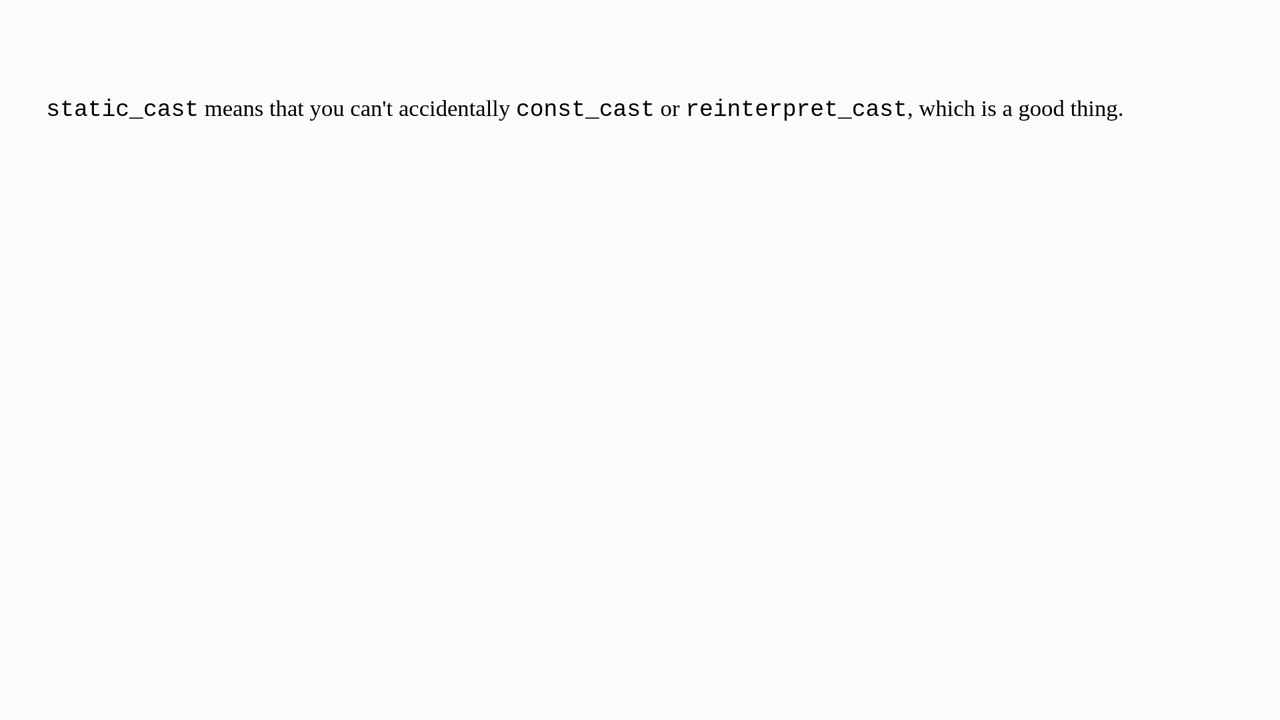 static_cast means that you can't accidentally const_cast or reinterpret_cast, which is a good thing.